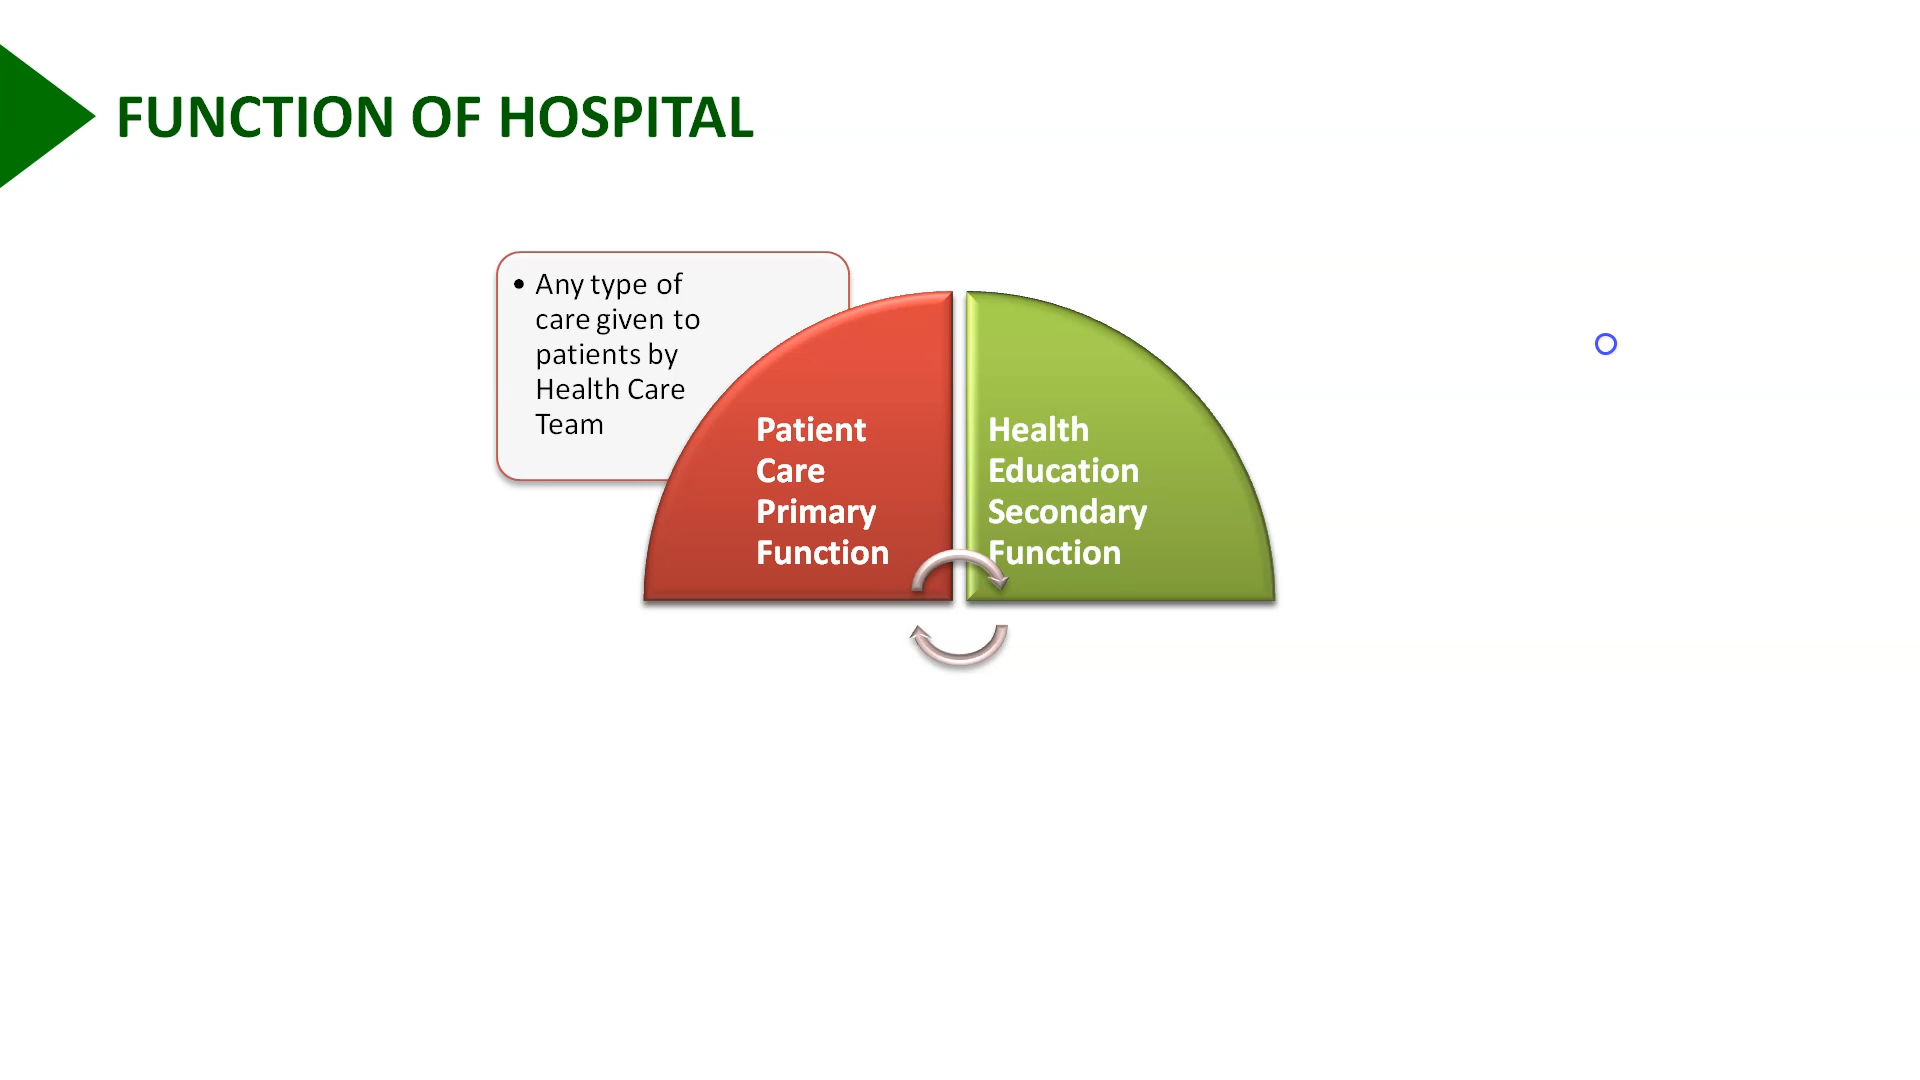 FUNCTION OF HOSPITAL
• Any type of
care given to
patients by
Health Care
Team
Patient
Care
Primary
Function
Health
Education
Secondary
Function